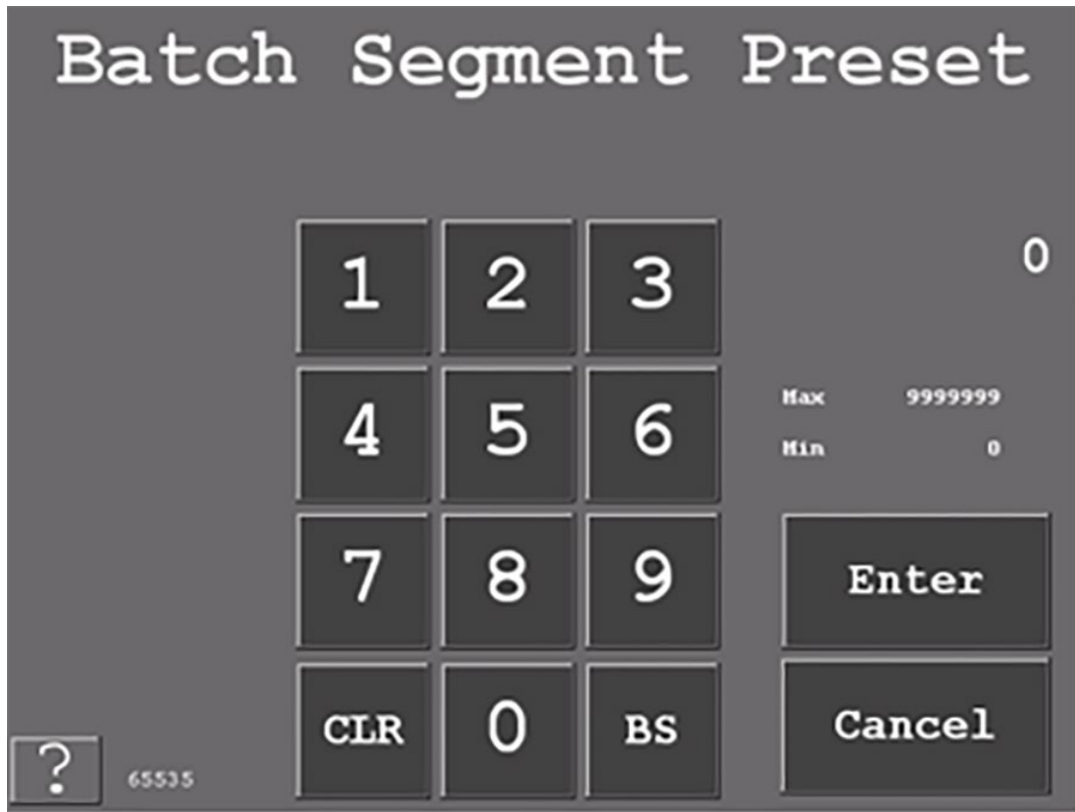 Batch Segment Preset
1 2 3
0
4 5 6
Max 9999999
Min 0
7 8 9
Enter
CLR 0 BS
Cancel
?
65535